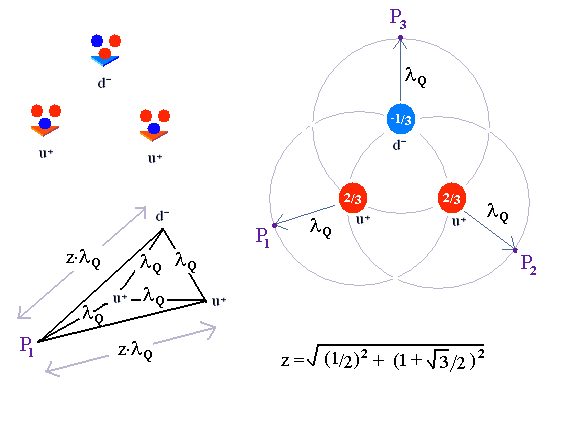 d⁻
u⁺
u⁺
P₃
λ_Q
-1/3
d⁻
2/3
u⁺
2/3
u⁺
λ_Q
P₁
λ_Q
P₂
d⁻
z·λ_Q
λ_Q
λ_Q
u⁺
λ_Q
u⁺
λ_Q
P₁
z·λ_Q
z = √((1/2)² + (1+√3/2)²)